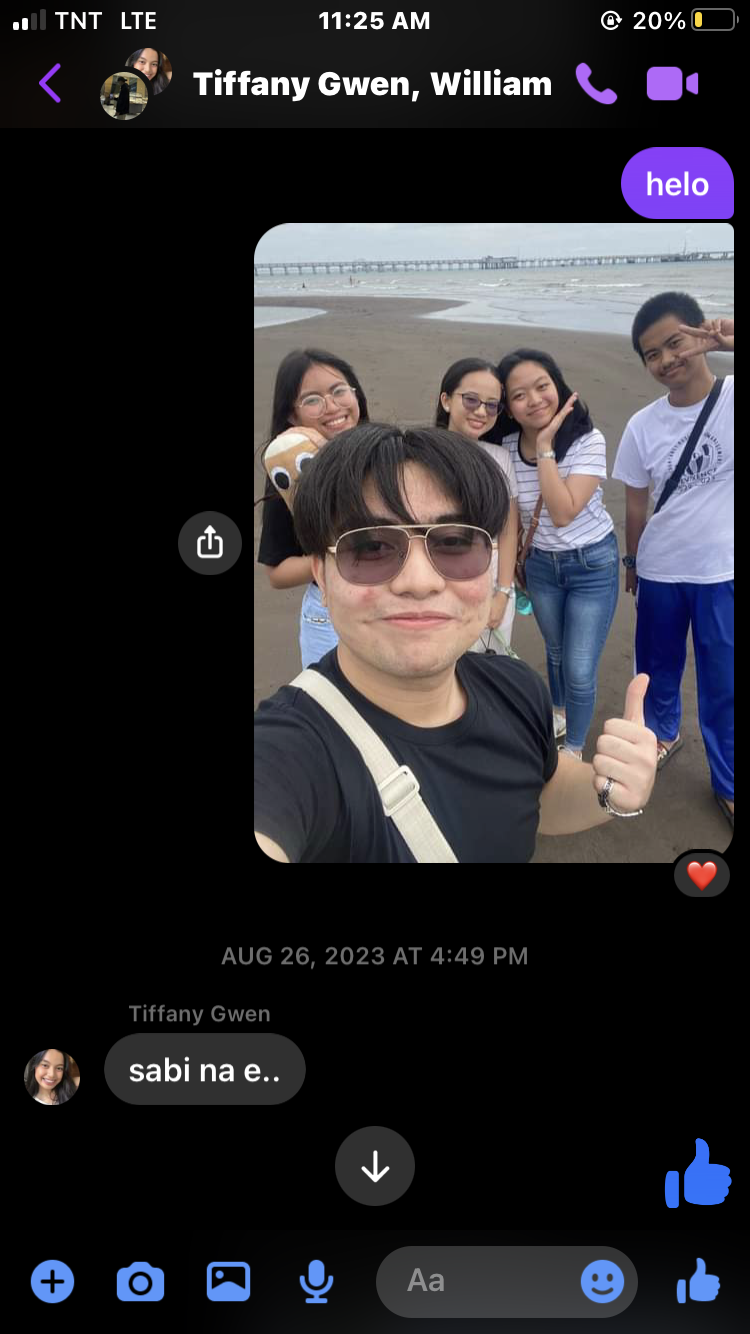 TNT LTE 11:25 AM 20%
Tiffany Gwen, William
helo
AUG 26, 2023 AT 4:49 PM
Tiffany Gwen
sabi na e..
Aa